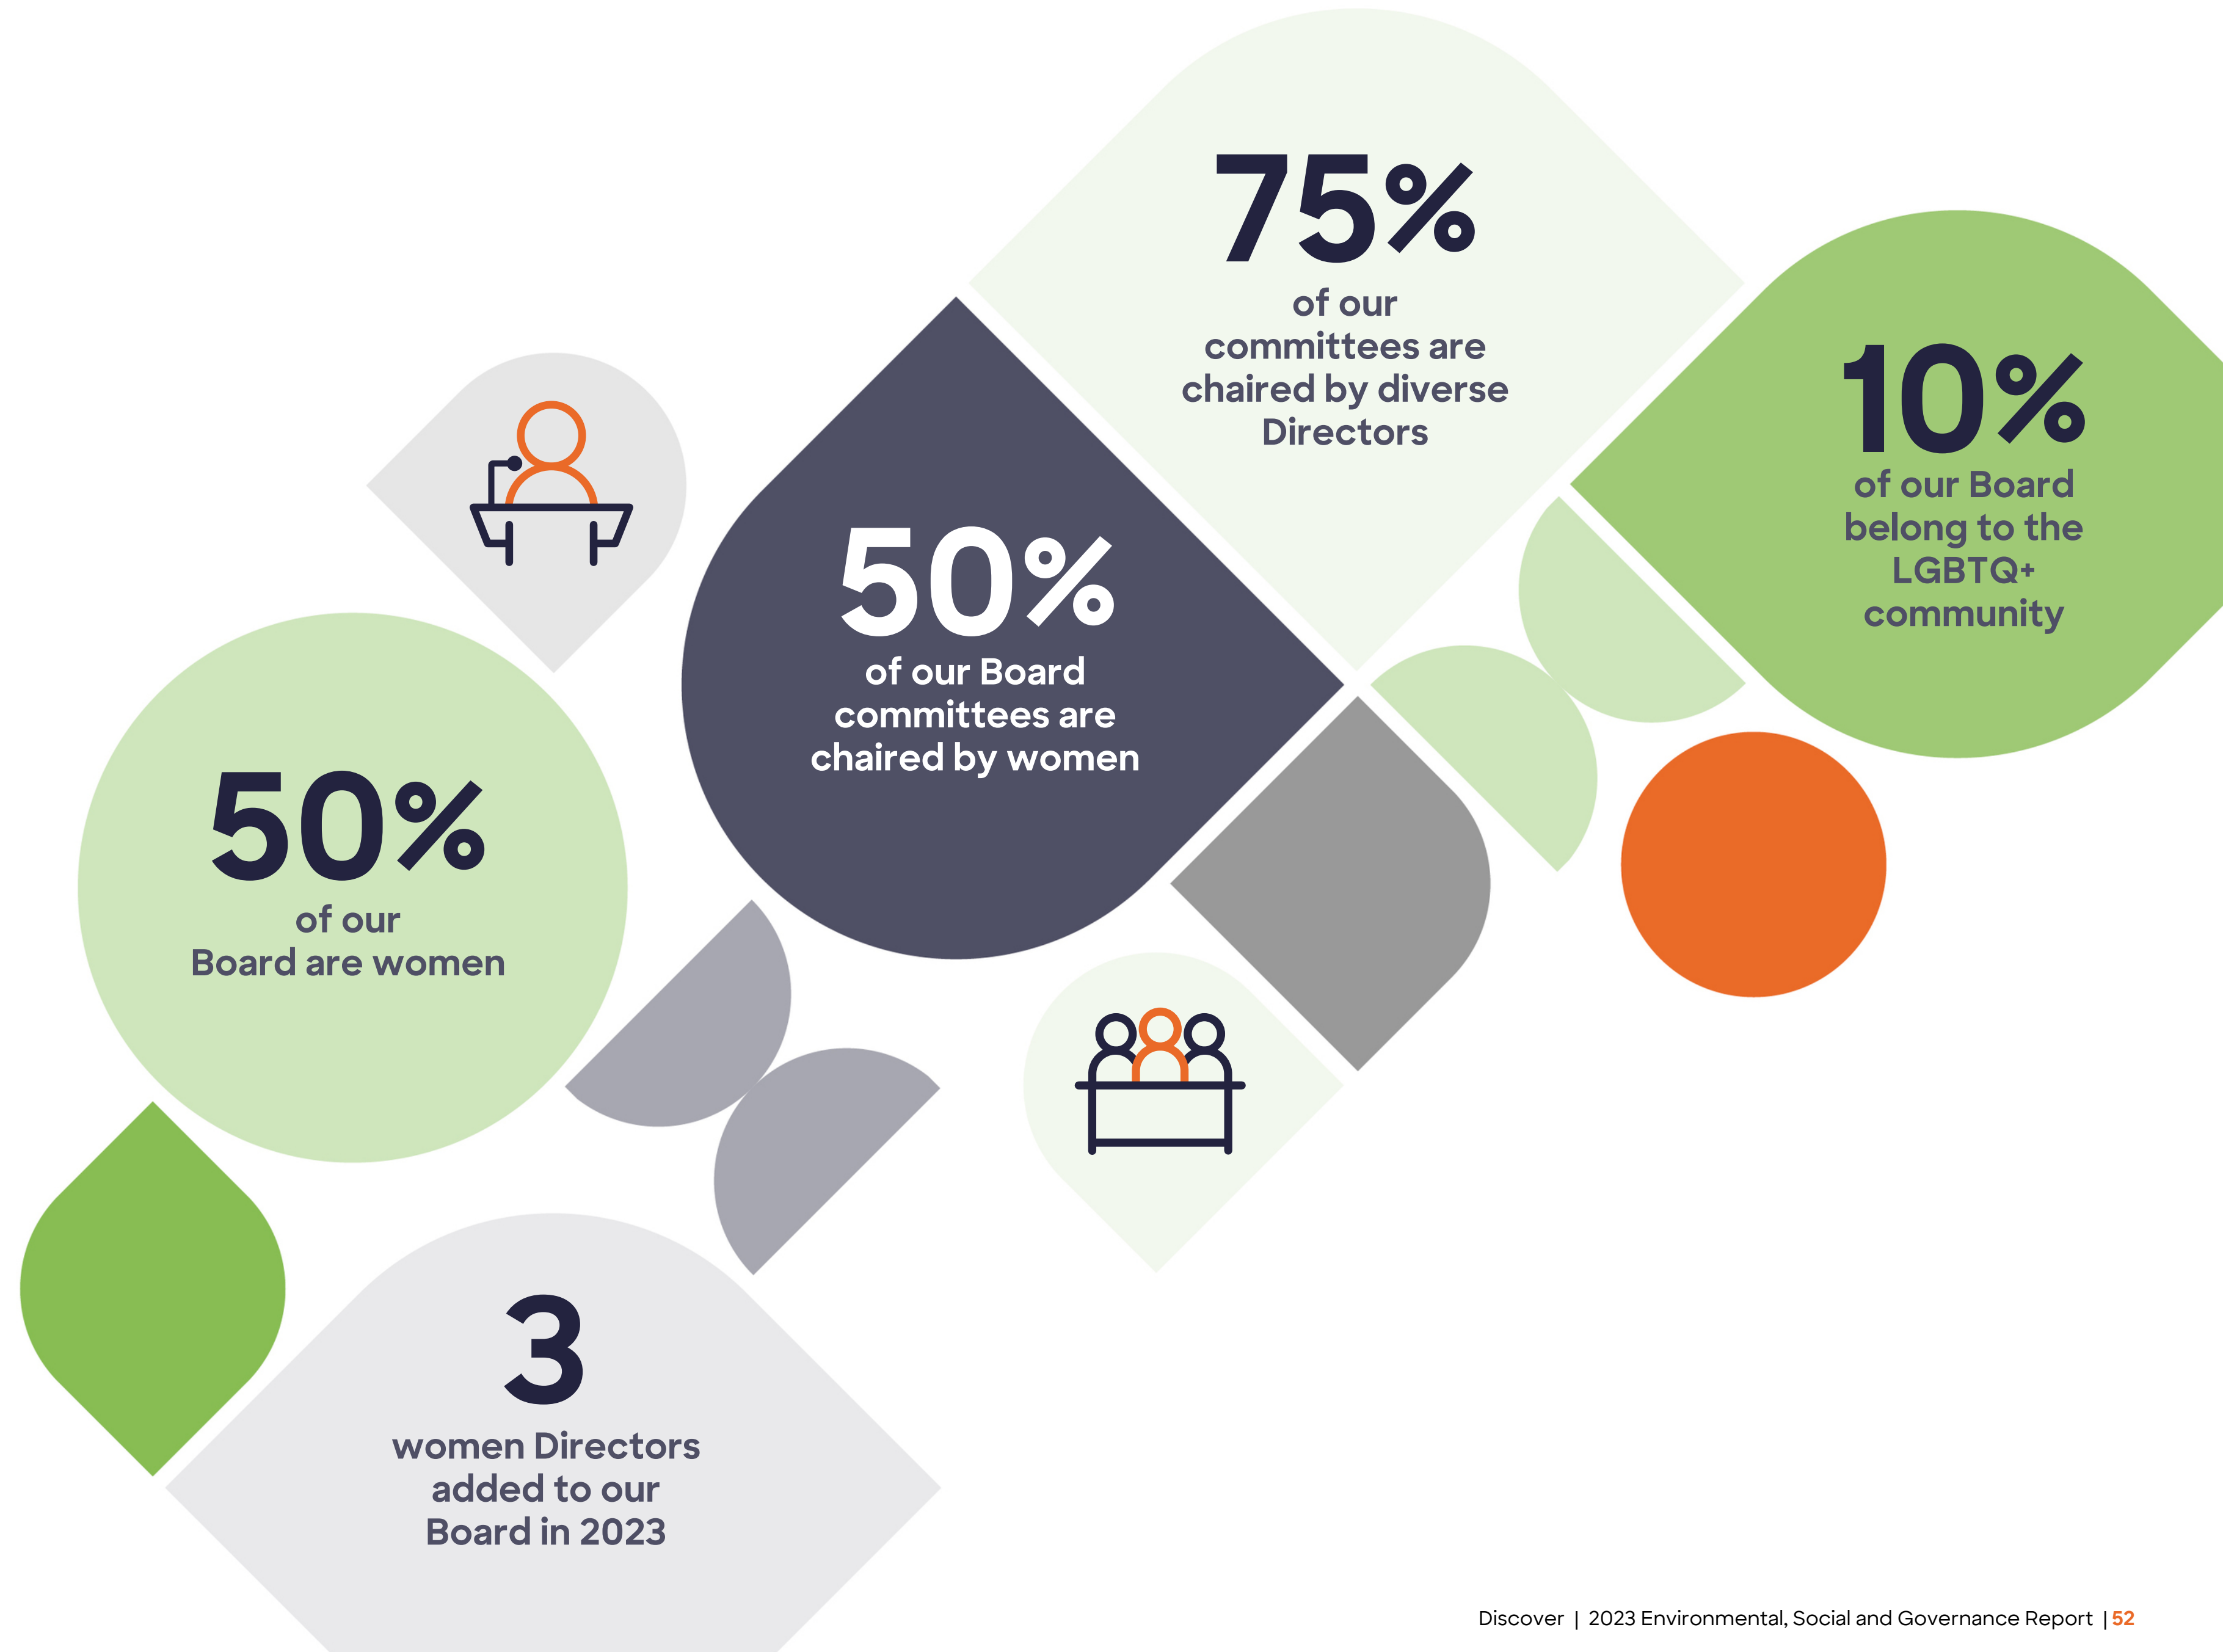 75%
of our
committees are
chaired by diverse
Directors
10%
of our Board
belong to the
LGBTQ+
community
50%
of our Board
committees are
chaired by women
50%
of our
Board are women
3
women Directors
added to our
Board in 2023
Discover | 2023 Environmental, Social and Governance Report | 52